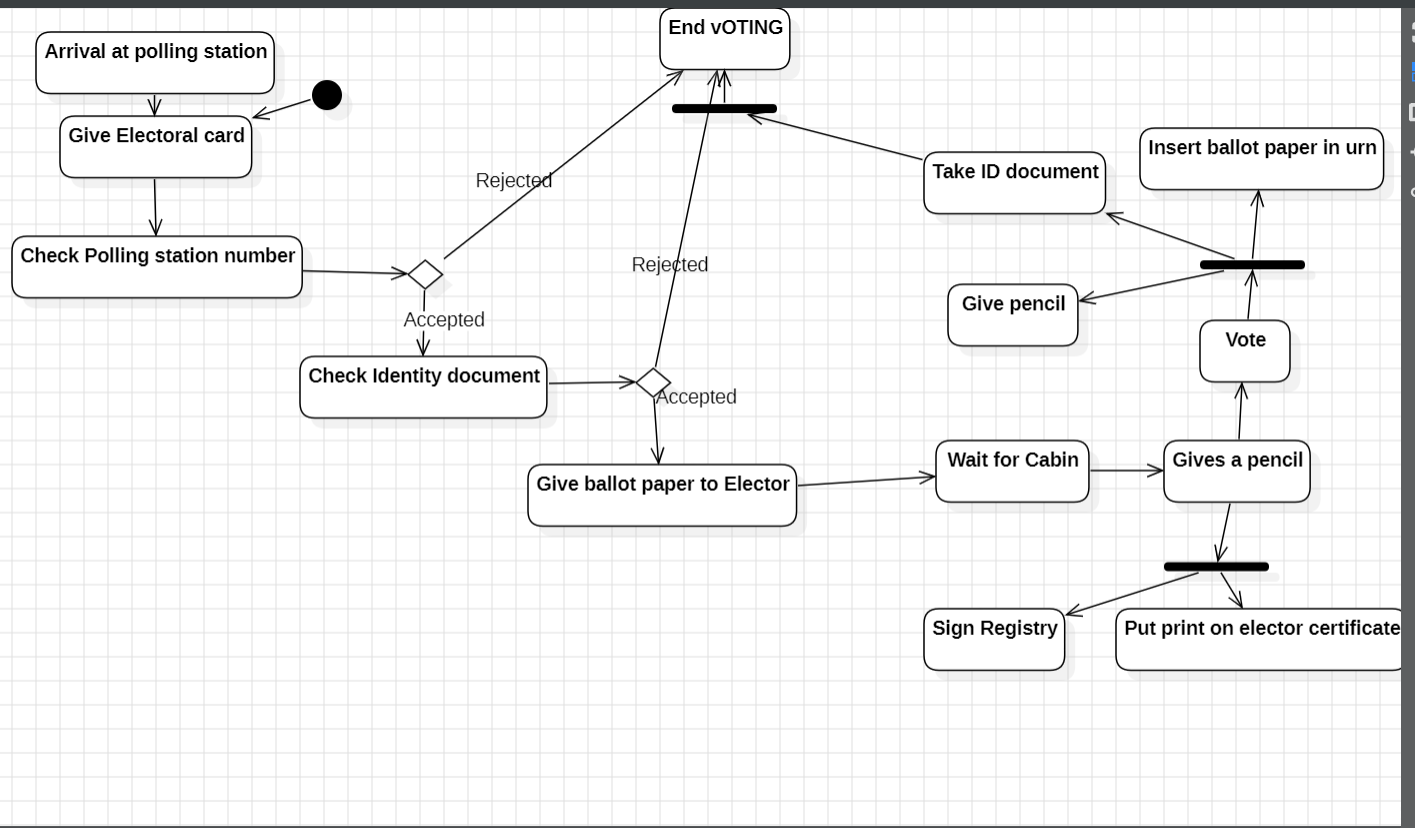 End vOTING
Arrival at polling station
Give Electoral card
Insert ballot paper in urn
Take ID document
Rejected
Check Polling station number
Rejected
Give pencil
Accepted
Vote
Check Identity document
Accepted
Wait for Cabin
Gives a pencil
Give ballot paper to Elector
Sign Registry
Put print on elector certificate